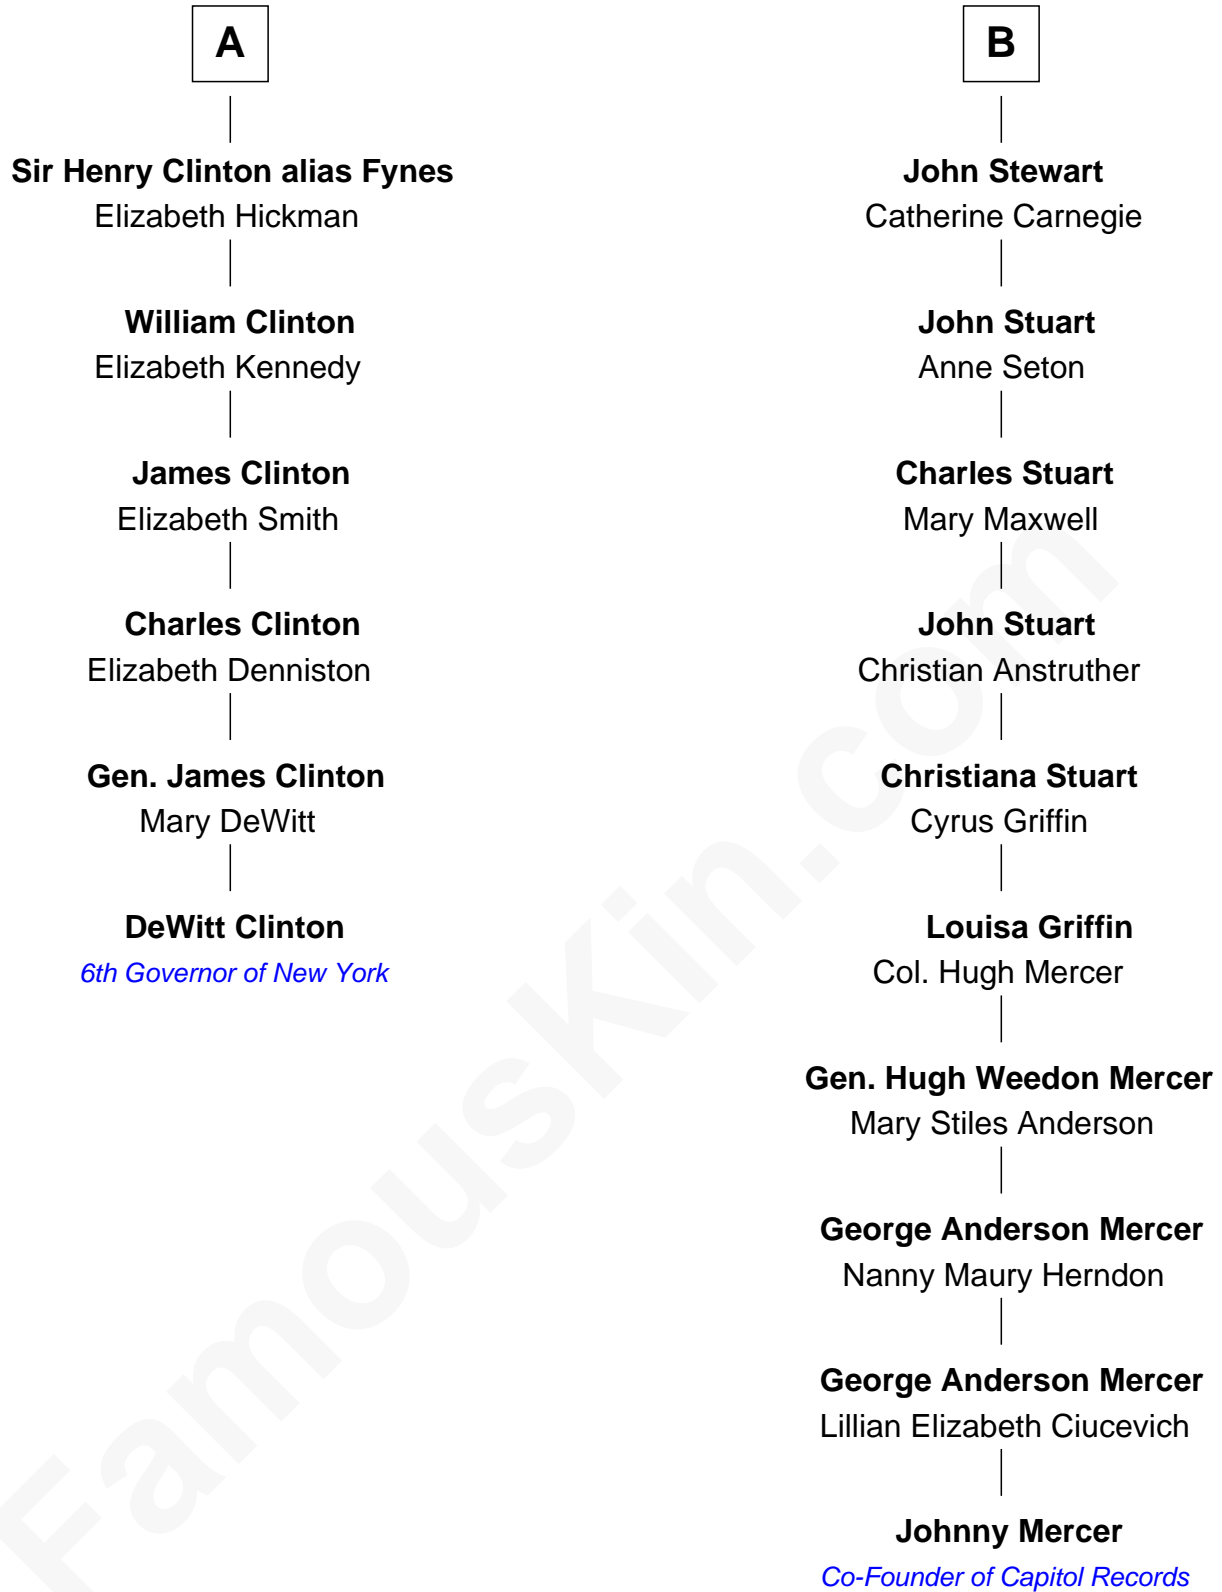 A
Sir Henry Clinton alias Fynes
Elizabeth Hickman
William Clinton
Elizabeth Kennedy
James Clinton
Elizabeth Smith
Charles Clinton
Elizabeth Denniston
Gen. James Clinton
Mary DeWitt
DeWitt Clinton
6th Governor of New York
B
John Stewart
Catherine Carnegie
John Stuart
Anne Seton
Charles Stuart
Mary Maxwell
John Stuart
Christian Anstruther
Christiana Stuart
Cyrus Griffin
Louisa Griffin
Col. Hugh Mercer
Gen. Hugh Weedon Mercer
Mary Stiles Anderson
George Anderson Mercer
Nanny Maury Herndon
George Anderson Mercer
Lillian Elizabeth Ciucevich
Johnny Mercer
Co-Founder of Capitol Records
FamousKin.com